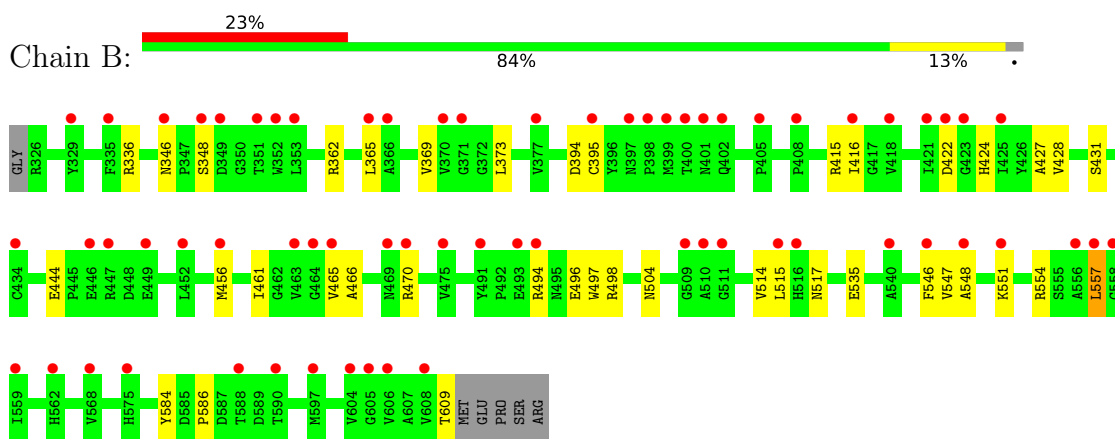 23%
Chain B:
84%
13%
•
GLY R326 Y329 F335 R336 N346 P347 S348 D349 G350 T351 W352 L353 R362 L365 A366 V369 V370 G371 G372 L373 V377 D394 C395 Y396 N397 P398 M399 T400 N401 Q402 P405 P408 R415 I416 G417 V418 I421 D422 G423 H424 I425 Y426 A427 V428 S431
C434 E444 P445 E446 R447 D448 E449 L452 M456 I461 G462 V463 G464 V465 A466 N469 R470 V475 Y491 P492 E493 R494 N495 E496 W497 R498 N504 G509 A510 G511 V514 L515 H516 N517 E535 A540 F546 V547 A548 K551 R554 S555 A556 L557 G558
I559 H562 V568 H575 Y584 D585 P586 D587 T588 D589 T590 M597 V604 G605 V606 A607 V608 T609 MET GLU PRO SER ARG